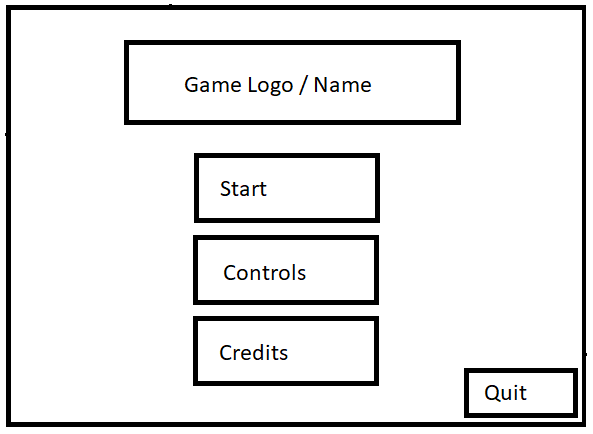 Game Logo / Name
Start
Controls
Credits
Quit